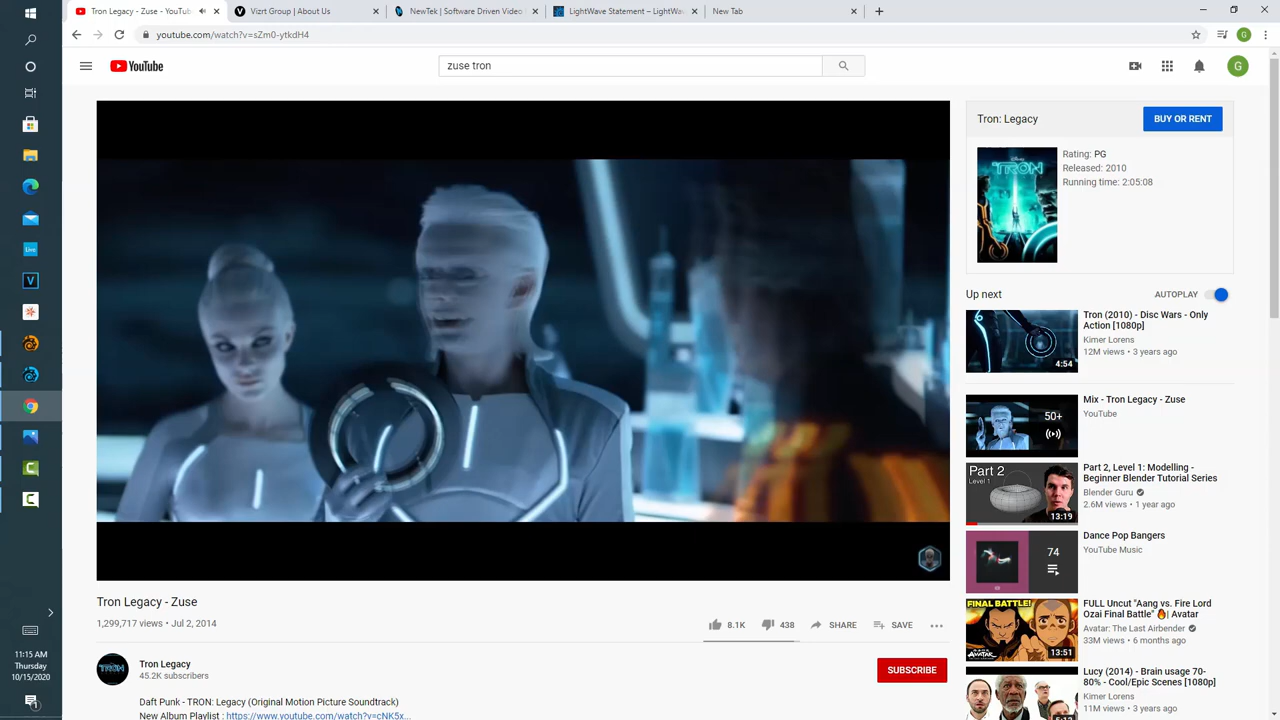 Tron Legacy - Zuse - YouTub
Vizrt Group | About Us
NewTek | Software Driven Video
LightWave Statement – LightWav
New Tab
youtube.com/watch?v=sZm0-ytkdH4
YouTube
zuse tron
G
Tron: Legacy
BUY OR RENT
TRON
Rating: PG
Released: 2010
Running time: 2:05:08
Up next
AUTOPLAY
Tron (2010) - Disc Wars - Only
Action [1080p]
Kimer Lorens
12M views • 3 years ago
4:54
Mix - Tron Legacy - Zuse
YouTube
50+
Part 2, Level 1: Modelling -
Beginner Blender Tutorial Series
Blender Guru
2.6M views • 1 year ago
Part 2
Level 1
13:19
Dance Pop Bangers
YouTube Music
74
FULL Uncut "Aang vs. Fire Lord
Ozai Final Battle" 🔥| Avatar
Avatar: The Last Airbender
33M views • 6 months ago
FINAL BATTLE!
AVATAR
13:51
Lucy (2014) - Brain usage 70-
80% - Cool/Epic Scenes [1080p]
Kimer Lorens
11M views • 3 years ago
Tron Legacy - Zuse
1,299,717 views • Jul 2, 2014
8.1K
438
SHARE
SAVE
TRON
Tron Legacy
45.2K subscribers
SUBSCRIBE
Daft Punk - TRON: Legacy (Original Motion Picture Soundtrack)
New Album Playlist : https://www.youtube.com/watch?v=cNK5x...
Live
V
11:15 AM
Thursday
10/15/2020
1